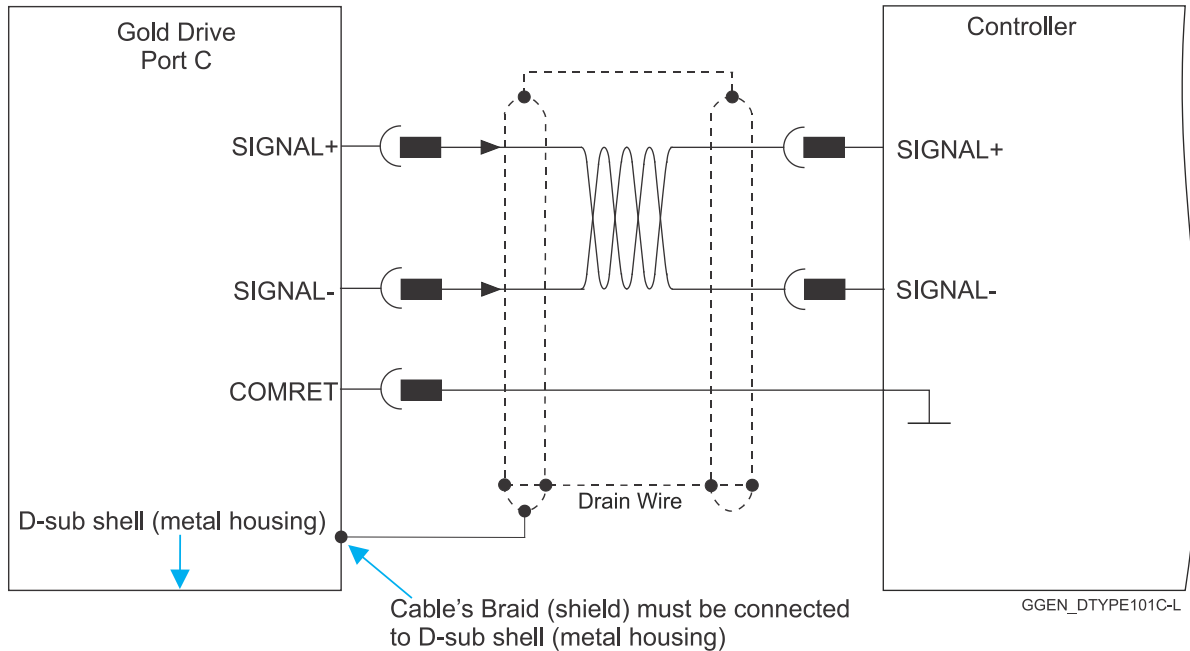 Gold Drive
Port C
Controller
SIGNAL+
SIGNAL+
SIGNAL-
SIGNAL-
COMRET
Drain Wire
D-sub shell (metal housing)
Cable's Braid (shield) must be connected
to D-sub shell (metal housing)
GGEN_DTYPE101C-L